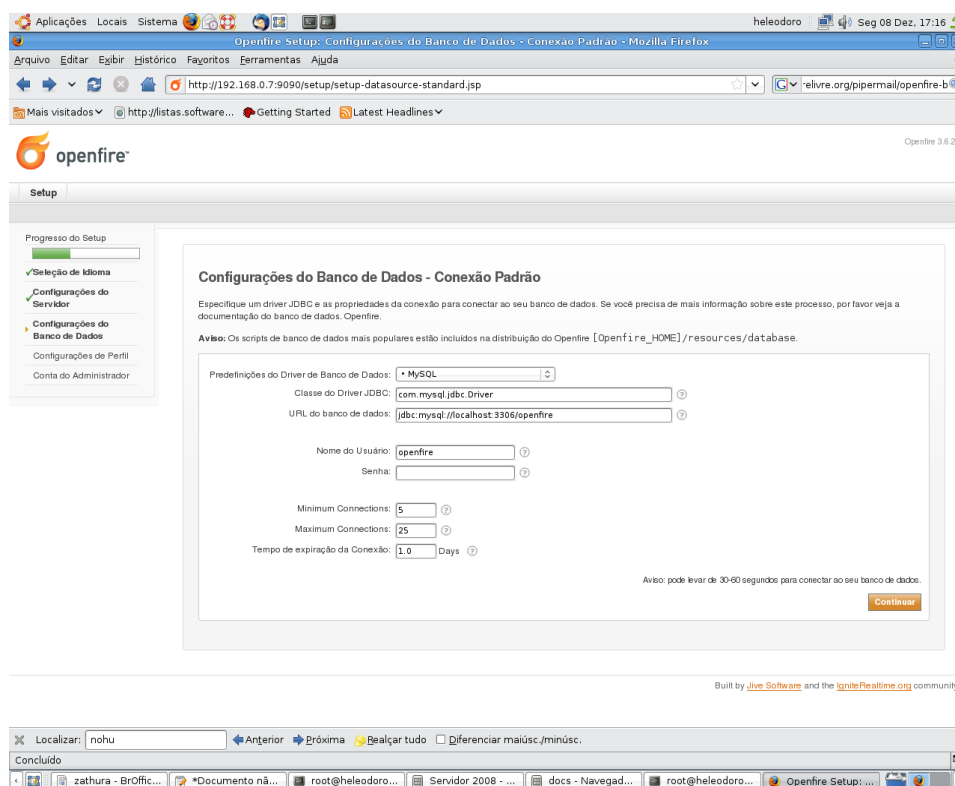 Aplicações Locais Sistema heleodoro Seg 08 Dez, 17:16
Openfire Setup: Configurações do Banco de Dados - Conexão Padrão - Mozilla Firefox
Arquivo Editar Exibir Histórico Favoritos Ferramentas Ajuda
http://192.168.0.7:9090/setup/setup-datasource-standard.jsp relivre.org/pipermail/openfire-b
Mais visitados http://listas.software... Getting Started Latest Headlines
openfire
Openfire 3.6.2
Setup
Progresso do Setup
Seleção de Idioma
Configurações do
Servidor
Configurações do
Banco de Dados
Configurações de Perfil
Conta do Administrador
Configurações do Banco de Dados - Conexão Padrão
Especifique um driver JDBC e as propriedades da conexão para conectar ao seu banco de dados. Se você precisa de mais informação sobre este processo, por favor veja a
documentação do banco de dados. Openfire.
Aviso: Os scripts de banco de dados mais populares estão incluídos na distribuição do Openfire [Openfire_HOME]/resources/database.
Predefinições do Driver de Banco de Dados: • MySQL
Classe do Driver JDBC: com.mysql.jdbc.Driver ?
URL do banco de dados: jdbc:mysql://localhost:3306/openfire ?
Nome do Usuário: openfire ?
Senha: ?
Minimum Connections: 5 ?
Maximum Connections: 25 ?
Tempo de expiração da Conexão: 1.0 Days ?
Aviso: pode levar de 30-60 segundos para conectar ao seu banco de dados.
Continuar
Built by Jive Software and the IgniteRealtime.org community
Localizar: nohu Anterior Próxima Realçar tudo Diferenciar maiúsc./minúsc.
Concluído
zathura - BrOffic... *Documento nã... root@heleodoro... Servidor 2008 - ... docs - Navegad... root@heleodoro... Openfire Setup: ...